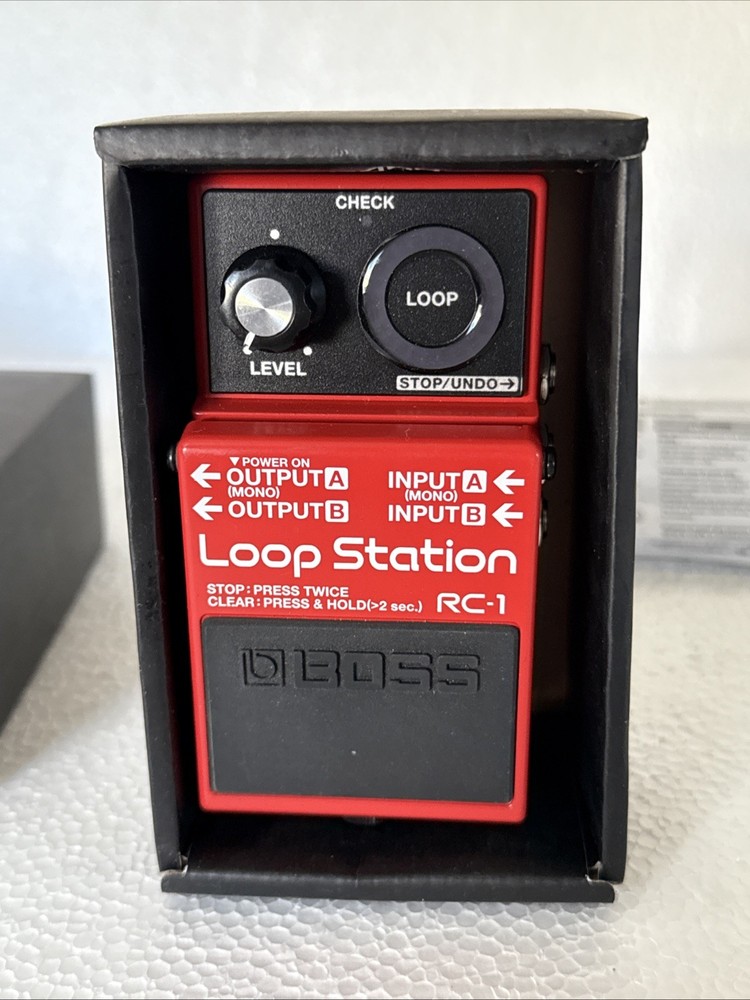 CHECK
LOOP
LEVEL
STOP/UNDO→
▼POWER ON
← OUTPUT A
(MONO)
← OUTPUT B
INPUT A ←
(MONO)
INPUT B ←
Loop Station
STOP : PRESS TWICE
CLEAR : PRESS & HOLD(>2 sec.)
RC-1
BOSS